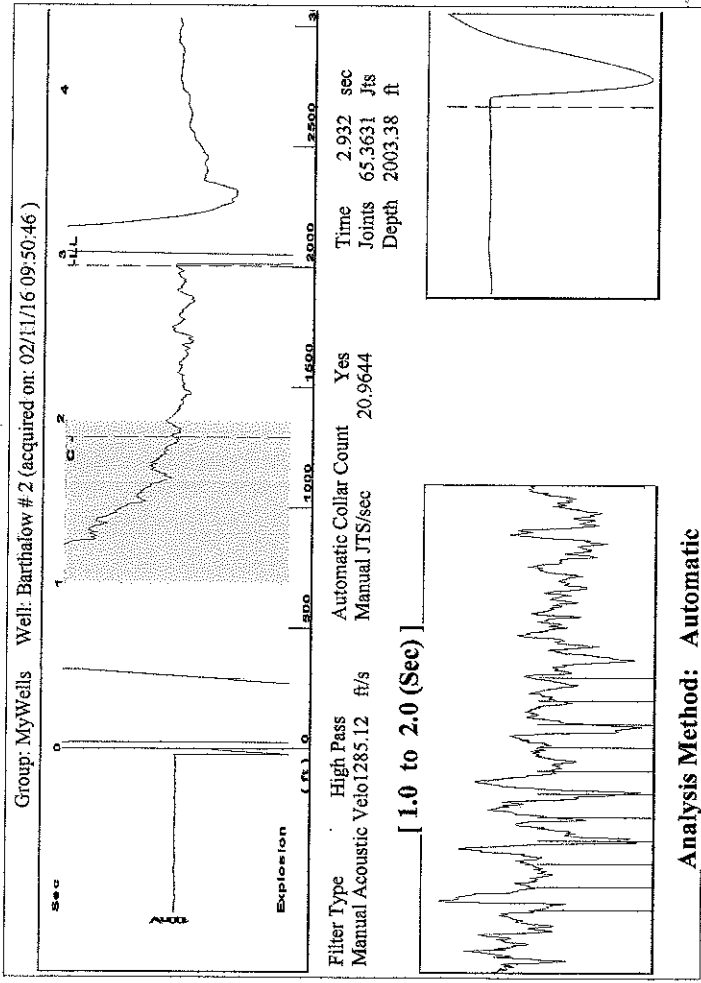 Group: MyWells Well: Barthalow # 2 (acquired on: 02/11/16 09:50:46 )
Sec
0
1
2
3
4
C J
LL
Explosion
( ft )
0
500
1000
1500
2000
2500
Filter Type High Pass
Manual Acoustic Velo1285.12 ft/s
Automatic Collar Count Yes
Manual JTS/sec 20.9644
Time 2.932 sec
Joints 65.3631 Jts
Depth 2003.38 ft
[ 1.0 to 2.0 (Sec) ]
Analysis Method: Automatic